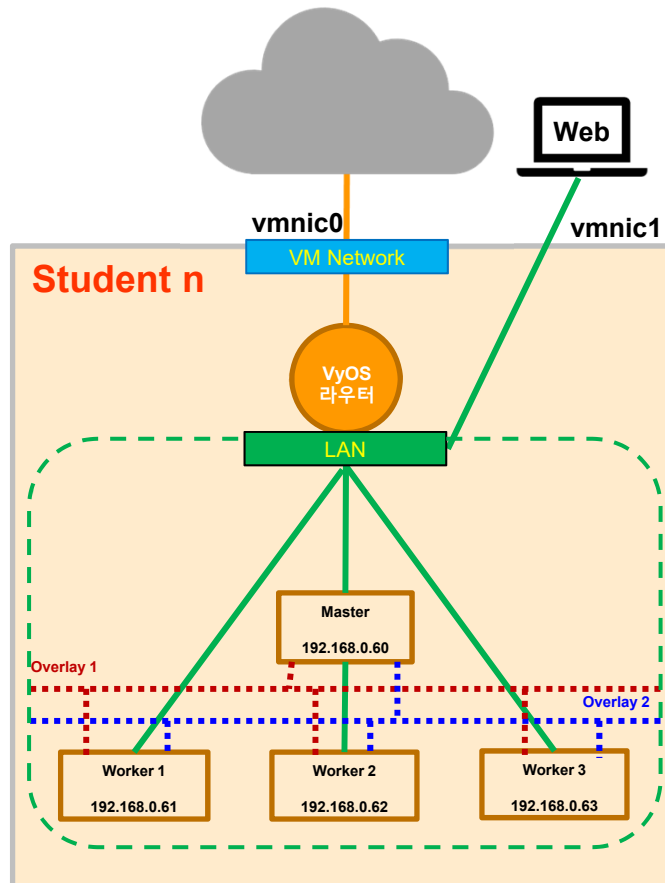 Web
vmnic0
vmnic1
VM Network
Student n
VyOS
라우터
LAN
Master
192.168.0.60
Overlay 1
Overlay 2
Worker 1
192.168.0.61
Worker 2
192.168.0.62
Worker 3
192.168.0.63